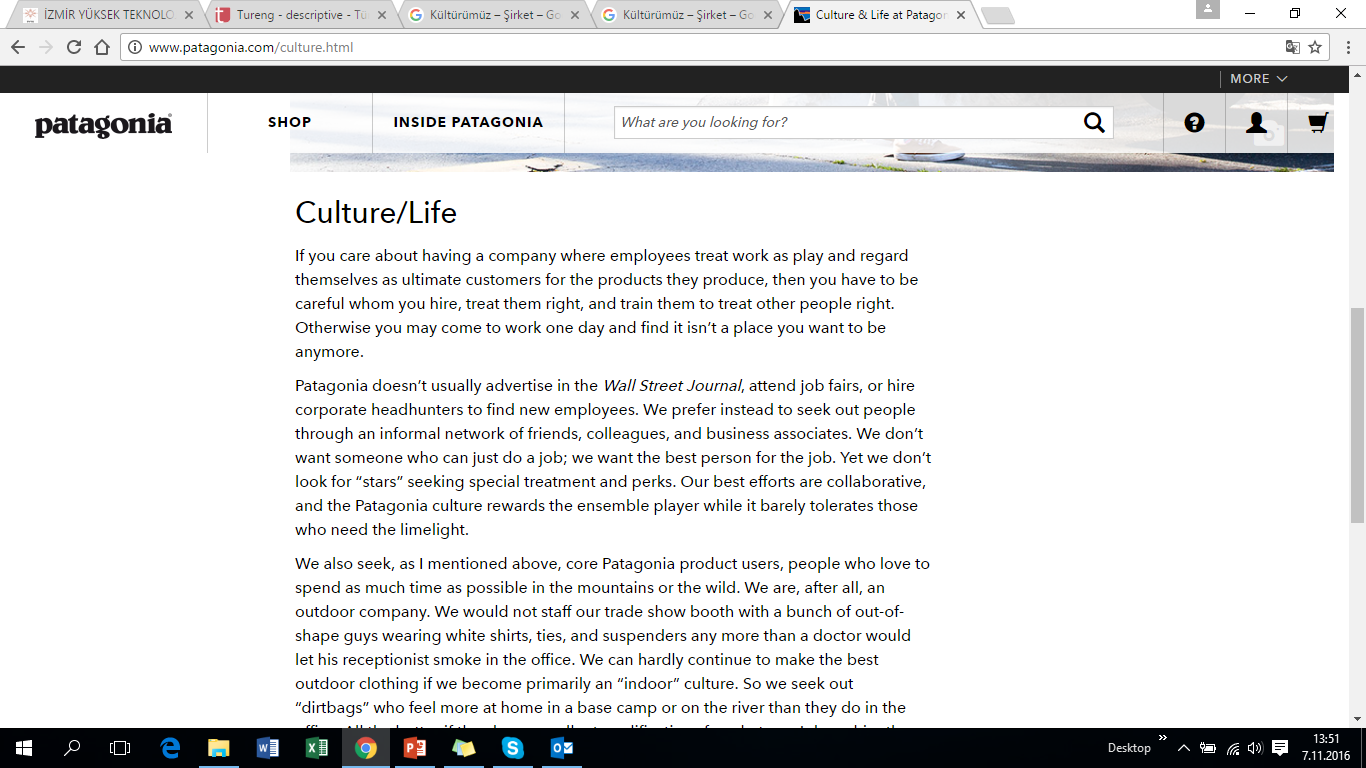 İZMİR YÜKSEK TEKNOLO
Tureng - descriptive - Tü
Kültürümüz – Şirket – Go
Kültürümüz – Şirket – Go
Culture & Life at Patagon
www.patagonia.com/culture.html
MORE
patagonia®
SHOP
INSIDE PATAGONIA
What are you looking for?
Culture/Life
If you care about having a company where employees treat work as play and regard
themselves as ultimate customers for the products they produce, then you have to be
careful whom you hire, treat them right, and train them to treat other people right.
Otherwise you may come to work one day and find it isn’t a place you want to be
anymore.
Patagonia doesn’t usually advertise in the Wall Street Journal, attend job fairs, or hire
corporate headhunters to find new employees. We prefer instead to seek out people
through an informal network of friends, colleagues, and business associates. We don’t
want someone who can just do a job; we want the best person for the job. Yet we don’t
look for “stars” seeking special treatment and perks. Our best efforts are collaborative,
and the Patagonia culture rewards the ensemble player while it barely tolerates those
who need the limelight.
We also seek, as I mentioned above, core Patagonia product users, people who love to
spend as much time as possible in the mountains or the wild. We are, after all, an
outdoor company. We would not staff our trade show booth with a bunch of out-of-
shape guys wearing white shirts, ties, and suspenders any more than a doctor would
let his receptionist smoke in the office. We can hardly continue to make the best
outdoor clothing if we become primarily an “indoor” culture. So we seek out
“dirtbags” who feel more at home in a base camp or on the river than they do in the
Desktop
13:51
7.11.2016